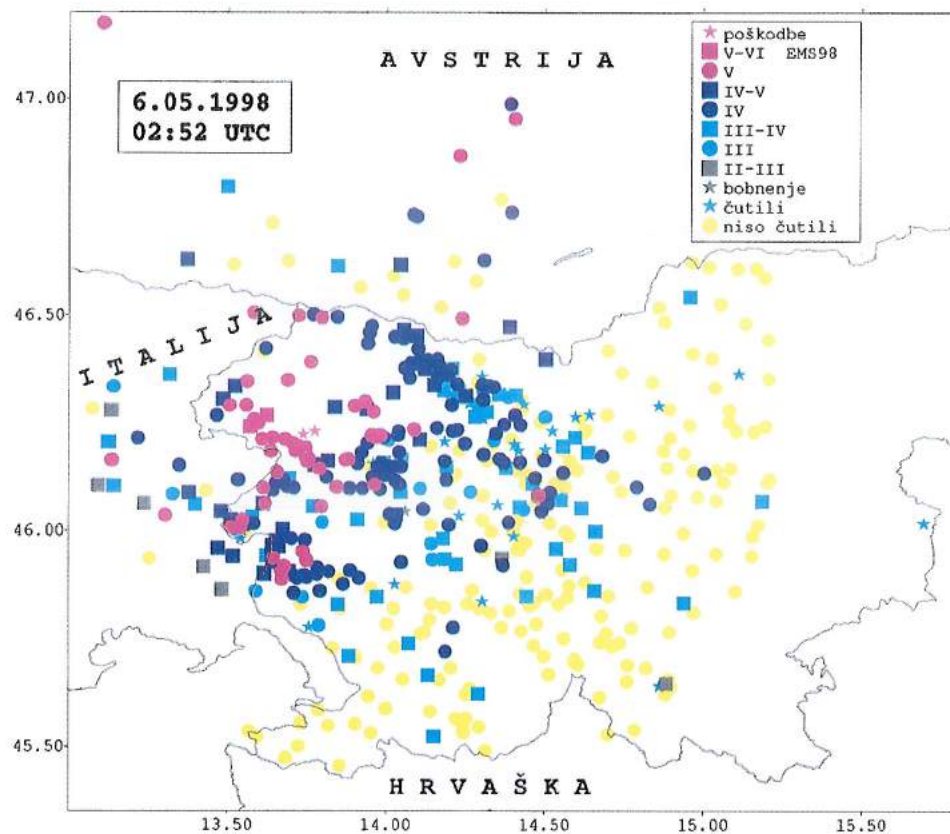 A V S T R I J A
poškodbe
V-VI EMS98
V
IV-V
IV
III-IV
III
II-III
bobnenje
čutili
niso čutili
6.05.1998
02:52 UTC
47.00
46.50
I T A L I J A
46.00
45.50
H R V A Š K A
13.50 14.00 14.50 15.00 15.50